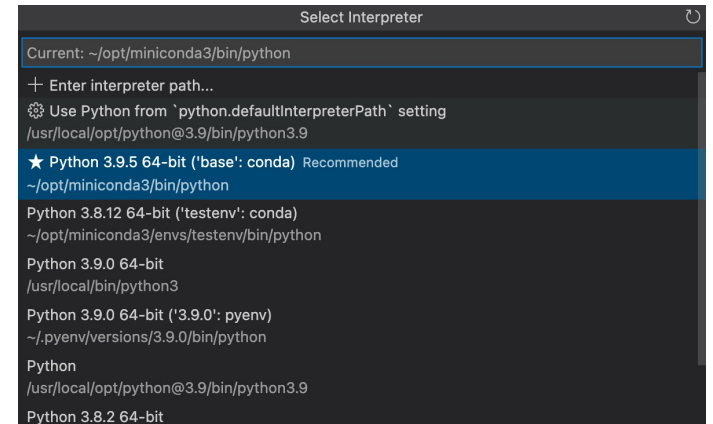 Select Interpreter
Current: ~/opt/miniconda3/bin/python
+ Enter interpreter path...
Use Python from `python.defaultInterpreterPath` setting
/usr/local/opt/python@3.9/bin/python3.9
★ Python 3.9.5 64-bit ('base': conda) Recommended
~/opt/miniconda3/bin/python
Python 3.8.12 64-bit ('testenv': conda)
~/opt/miniconda3/envs/testenv/bin/python
Python 3.9.0 64-bit
/usr/local/bin/python3
Python 3.9.0 64-bit ('3.9.0': pyenv)
~/.pyenv/versions/3.9.0/bin/python
Python
/usr/local/opt/python@3.9/bin/python3.9
Python 3.8.2 64-bit